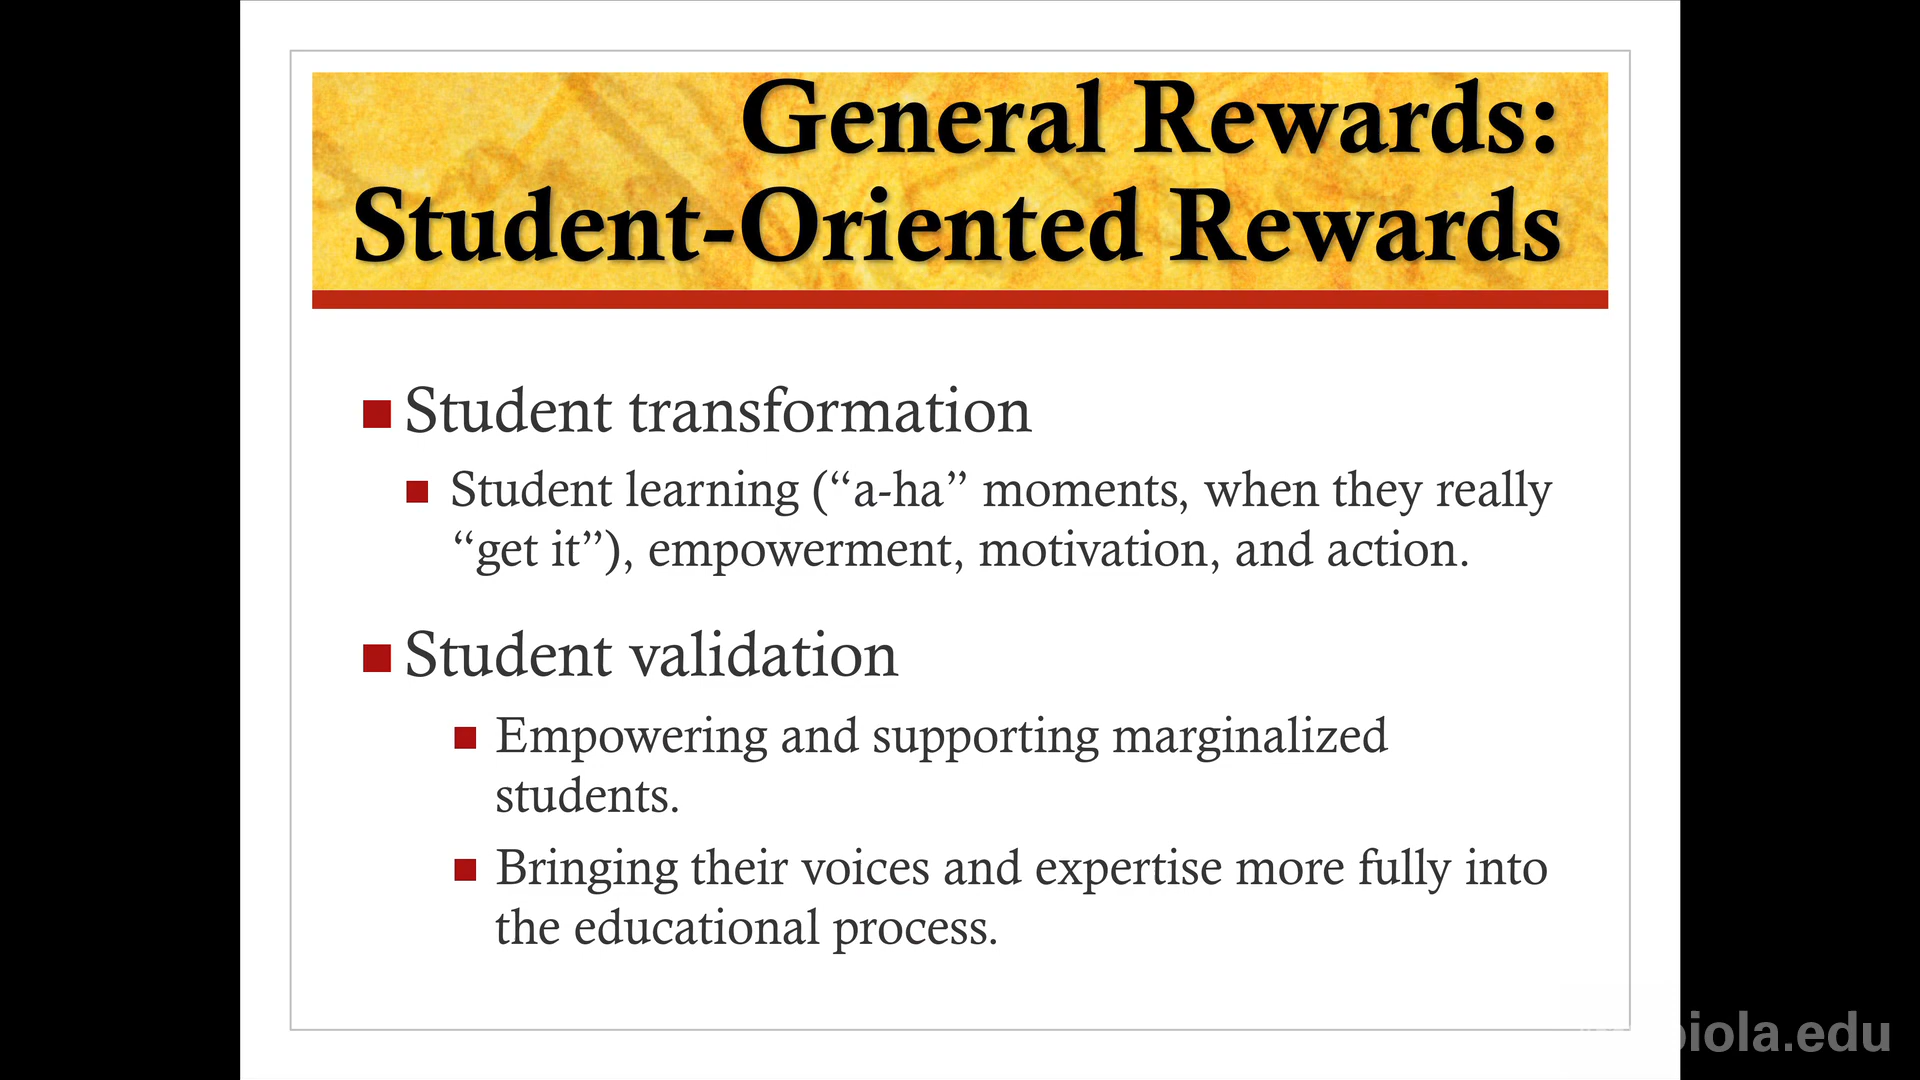 General Rewards:
Student-Oriented Rewards
Student transformation
Student learning (“a-ha” moments, when they really
“get it”), empowerment, motivation, and action.
Student validation
Empowering and supporting marginalized
students.
Bringing their voices and expertise more fully into
the educational process.
biola.edu